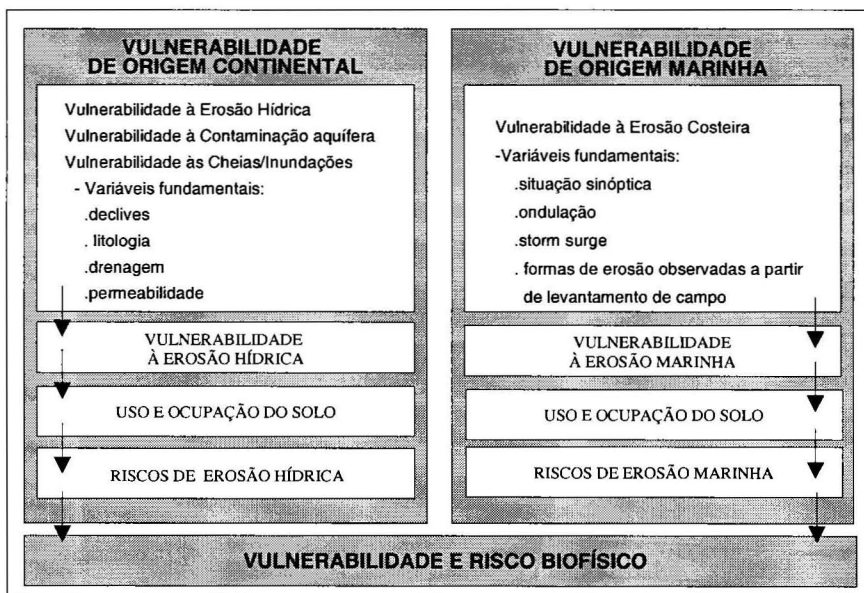 VULNERABILIDADE
DE ORIGEM CONTINENTAL
Vulnerabilidade à Erosão Hídrica
Vulnerabilidade à Contaminação aquífera
Vulnerabilidade às Cheias/Inundações
- Variáveis fundamentais:
.declives
. litologia
.drenagem
.permeabilidade
VULNERABILIDADE
À EROSÃO HÍDRICA
USO E OCUPAÇÃO DO SOLO
RISCOS DE EROSÃO HÍDRICA
VULNERABILIDADE
DE ORIGEM MARINHA
Vulnerabilidade à Erosão Costeira
-Variáveis fundamentais:
.situação sinóptica
.ondulação
.storm surge
. formas de erosão observadas a partir
de levantamento de campo
VULNERABILIDADE
À EROSÃO MARINHA
USO E OCUPAÇÃO DO SOLO
RISCOS DE EROSÃO MARINHA
VULNERABILIDADE E RISCO BIOFÍSICO